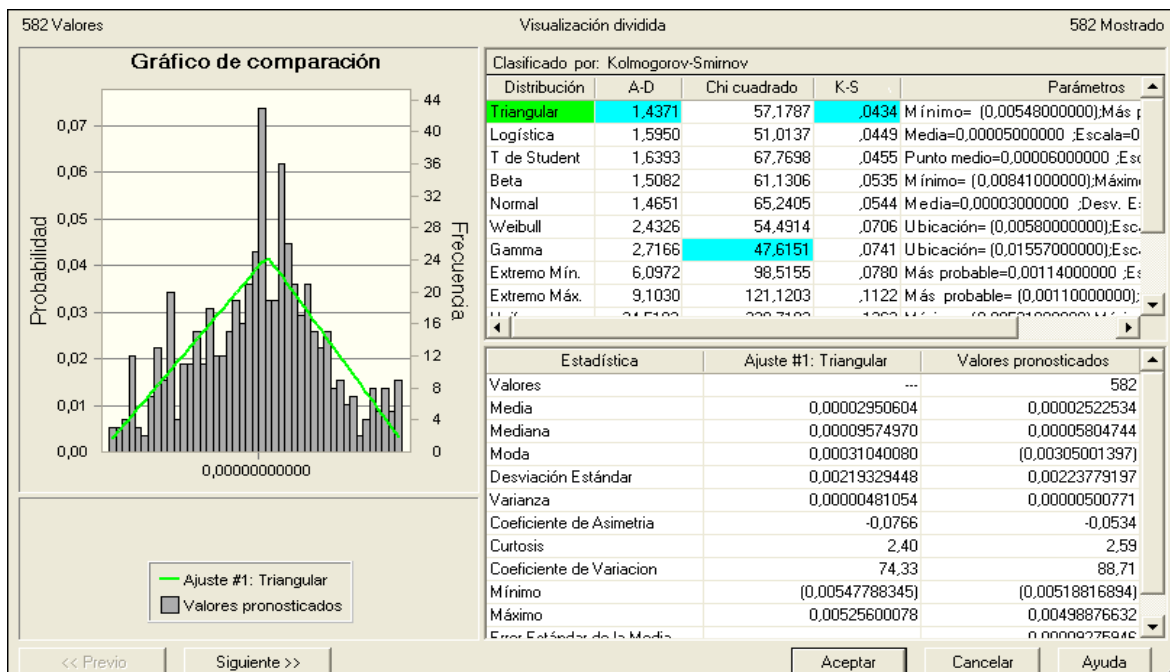 582 Valores Visualización dividida 582 Mostrado
Gráfico de comparación
0,07
0,06
0,05
0,04
0,03
0,02
0,01
0,00
Probabilidad
44
40
36
32
28
24
20
16
12
8
4
0
Frecuencia
0,00000000000
Ajuste #1: Triangular
Valores pronosticados
Clasificado por: Kolmogorov-Smirnov
Distribución A-D Chi cuadrado K-S Parámetros
Triangular 1,4371 57,1787 ,0434 Mínimo= (0,00548000000);Más
Logística 1,5950 51,0137 ,0449 Media=0,00005000000 ;Escala=0
T de Student 1,6393 67,7698 ,0455 Punto medio=0,00006000000 ;Esc
Beta 1,5082 61,1306 ,0535 Mínimo= (0,00841000000);Máxim
Normal 1,4651 65,2405 ,0544 Media=0,00003000000 ;Desv. E
Weibull 2,4326 54,4914 ,0706 Ubicación= (0,00580000000);Esc
Gamma 2,7166 47,6151 ,0741 Ubicación= (0,01557000000);Esc
Extremo Mín. 6,0972 98,5155 ,0780 Más probable=0,00114000000 ;Es
Extremo Máx. 9,1030 121,1203 ,1122 Más probable= (0,00110000000);
Estadística Ajuste #1: Triangular Valores pronosticados
Valores --- 582
Media 0,00002950604 0,00002522534
Mediana 0,00009574970 0,00005804744
Moda 0,00031040080 (0,00305001397)
Desviación Estándar 0,00219329448 0,00223779197
Varianza 0,00000481054 0,00000500771
Coeficiente de Asimetria -0,0766 -0,0534
Curtosis 2,40 2,59
Coeficiente de Variacion 74,33 88,71
Mínimo (0,00547788345) (0,00518816894)
Máximo 0,00525600078 0,00498876632
Error Estándar de la Media 0,00009275946
<< Previo Siguiente >> Aceptar Cancelar Ayuda